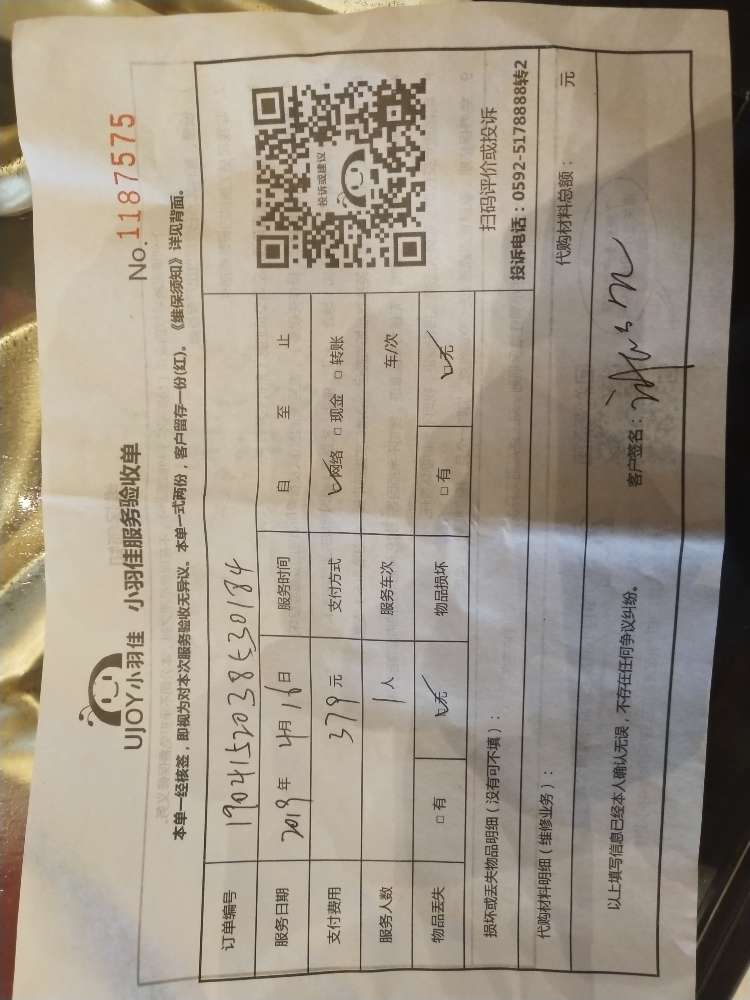 UJOY小羽佳 小羽佳服务验收单
No.1187575
本单一经核签，即视为对本次服务验收无异议。本单一式两份，客户留存一份(红)。《维保须知》详见背面。
订单编号 1904152038530184
服务日期 2019年4月16日 服务时间 自 至 止
支付费用 379元 支付方式 ☑网络 □现金 □转账
服务人数 1人 服务车次 车/次
物品丢失 □有 ☑无 物品损坏 □有 ☑无
投诉或建议
扫码评价或投诉
投诉电话：0592-5178888转2
损坏或丢失物品明细（没有可不填）：
代购材料明细（维修业务）： 代购材料总额： 元
以上填写信息已经本人确认无误，不存在任何争议纠纷。 客户签名：